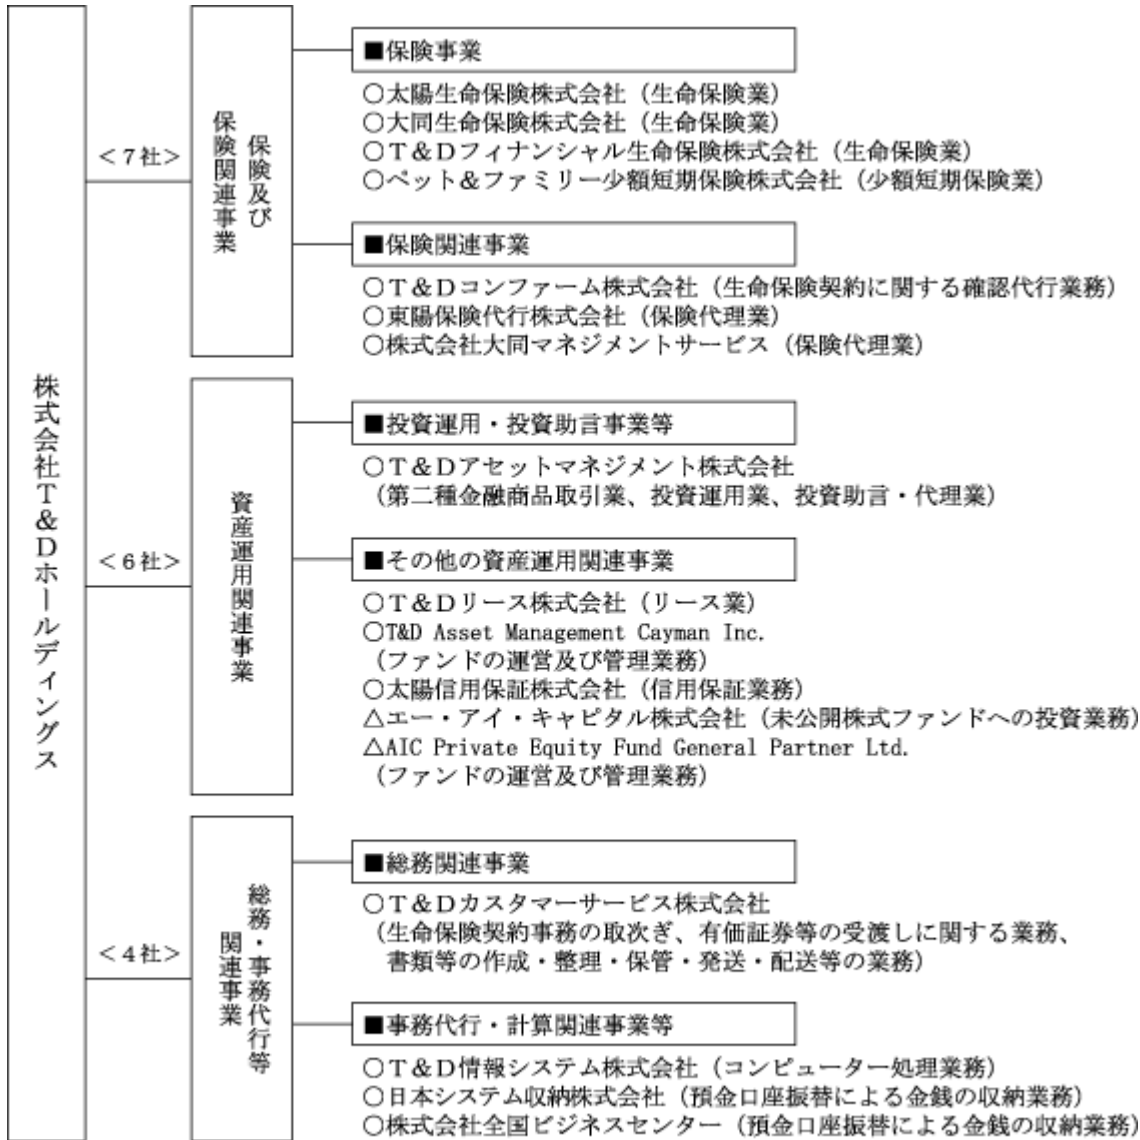 株式会社Ｔ＆Ｄホールディングス
＜７社＞
保険及び
保険関連事業
■保険事業
○太陽生命保険株式会社（生命保険業）
○大同生命保険株式会社（生命保険業）
○Ｔ＆Ｄフィナンシャル生命保険株式会社（生命保険業）
○ペット＆ファミリー少額短期保険株式会社（少額短期保険業）
■保険関連事業
○Ｔ＆Ｄコンファーム株式会社（生命保険契約に関する確認代行業務）
○東陽保険代行株式会社（保険代理業）
○株式会社大同マネジメントサービス（保険代理業）
＜６社＞
資産運用関連事業
■投資運用・投資助言事業等
○Ｔ＆Ｄアセットマネジメント株式会社
（第二種金融商品取引業、投資運用業、投資助言・代理業）
■その他の資産運用関連事業
○Ｔ＆Ｄリース株式会社（リース業）
○T&D Asset Management Cayman Inc.
（ファンドの運営及び管理業務）
○太陽信用保証株式会社（信用保証業務）
△エー・アイ・キャピタル株式会社（未公開株式ファンドへの投資業務）
△AIC Private Equity Fund General Partner Ltd.
（ファンドの運営及び管理業務）
＜４社＞
総務・事務代行等
関連事業
■総務関連事業
○Ｔ＆Ｄカスタマーサービス株式会社
（生命保険契約事務の取次ぎ、有価証券等の受渡しに関する業務、
書類等の作成・整理・保管・発送・配送等の業務）
■事務代行・計算関連事業等
○Ｔ＆Ｄ情報システム株式会社（コンピューター処理業務）
○日本システム収納株式会社（預金口座振替による金銭の収納業務）
○株式会社全国ビジネスセンター（預金口座振替による金銭の収納業務）